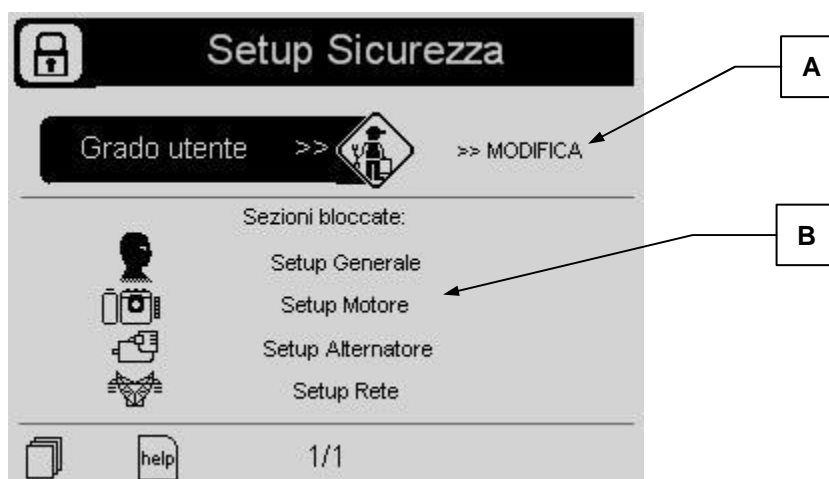 Setup Sicurezza
A
Grado utente >> >> MODIFICA
Sezioni bloccate:
B
Setup Generale
Setup Motore
Setup Alternatore
Setup Rete
help 1/1